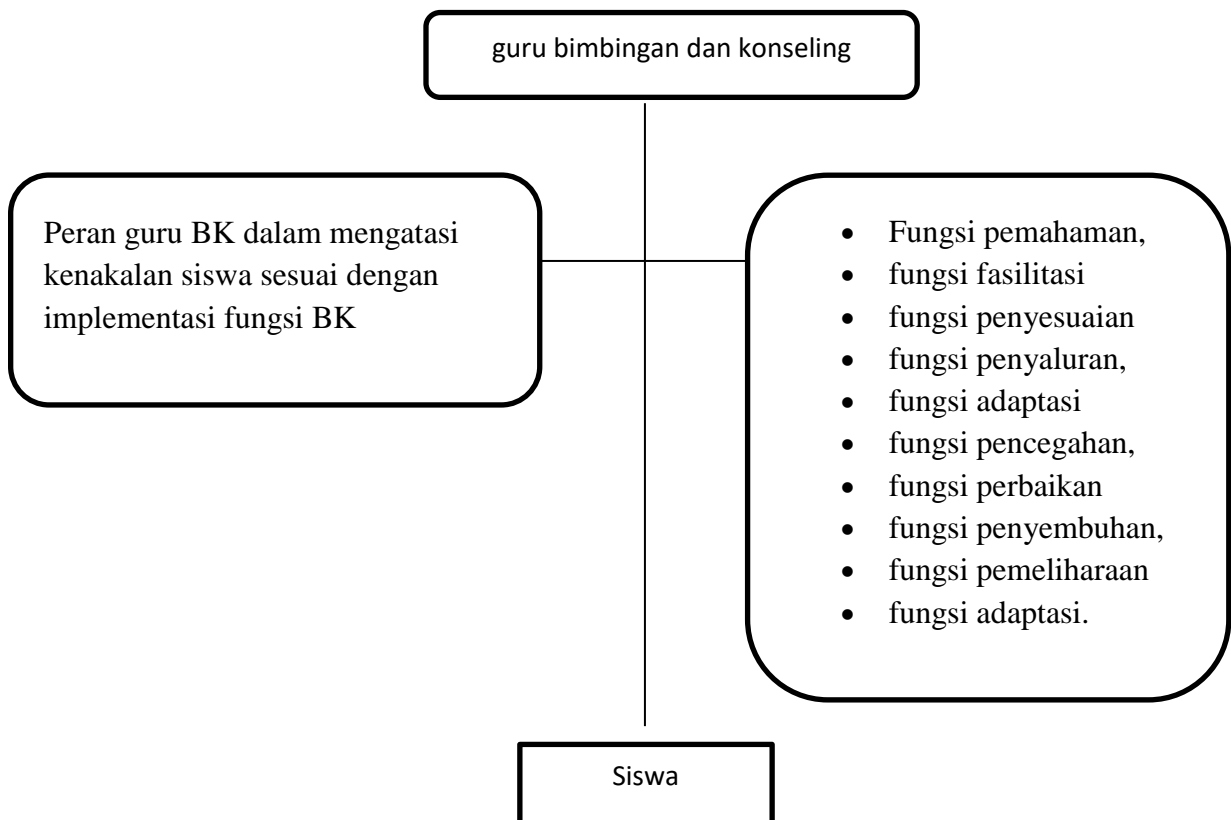 guru bimbingan dan konseling
Peran guru BK dalam mengatasi
kenakalan siswa sesuai dengan
implementasi fungsi BK
• Fungsi pemahaman,
• fungsi fasilitasi
• fungsi penyesuaian
• fungsi penyaluran,
• fungsi adaptasi
• fungsi pencegahan,
• fungsi perbaikan
• fungsi penyembuhan,
• fungsi pemeliharaan
• fungsi adaptasi.
Siswa